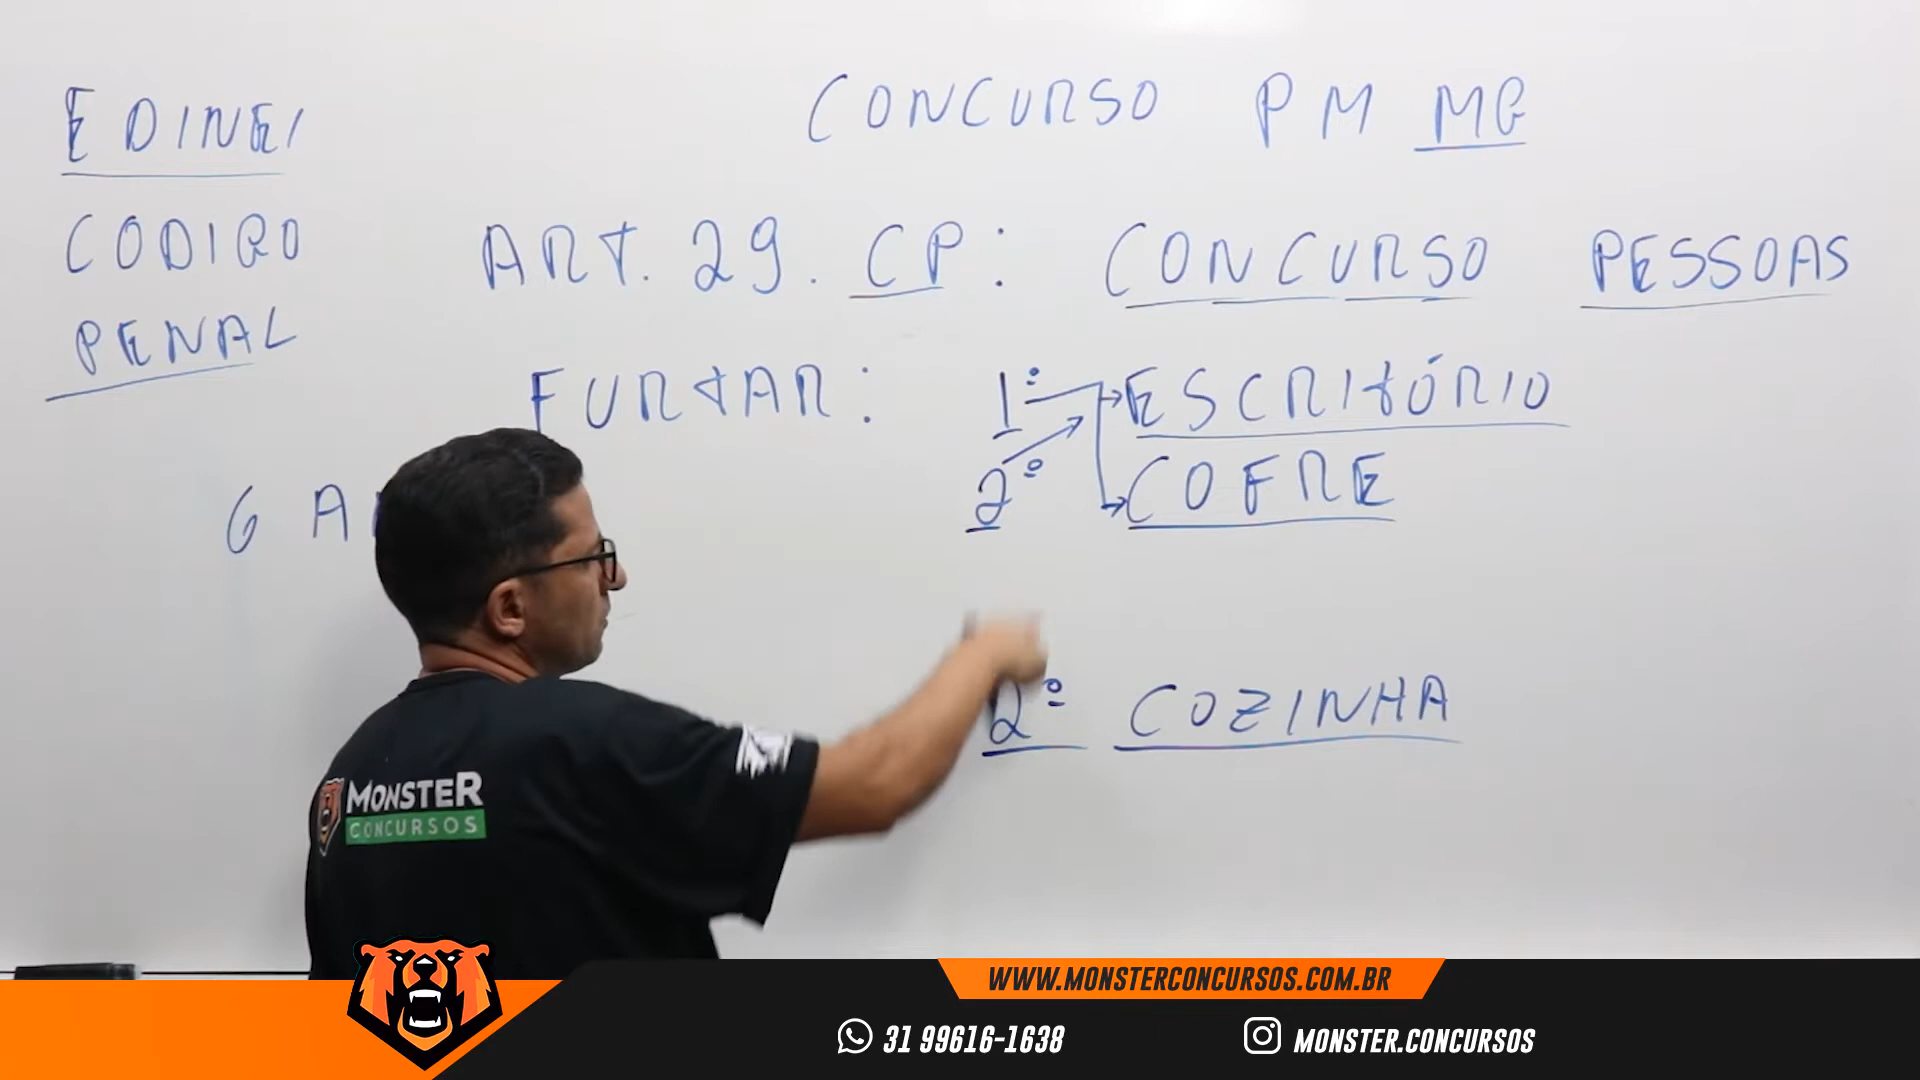 EDINEI
CODIGO
PENAL
CONCURSO PM MG
ART. 29. CP: CONCURSO PESSOAS
FURTAR: 1º ESCRITÓRIO
2º COFRE
2º COZINHA
MONSTER
CONCURSOS
WWW.MONSTERCONCURSOS.COM.BR
31 99616-1638
MONSTER.CONCURSOS